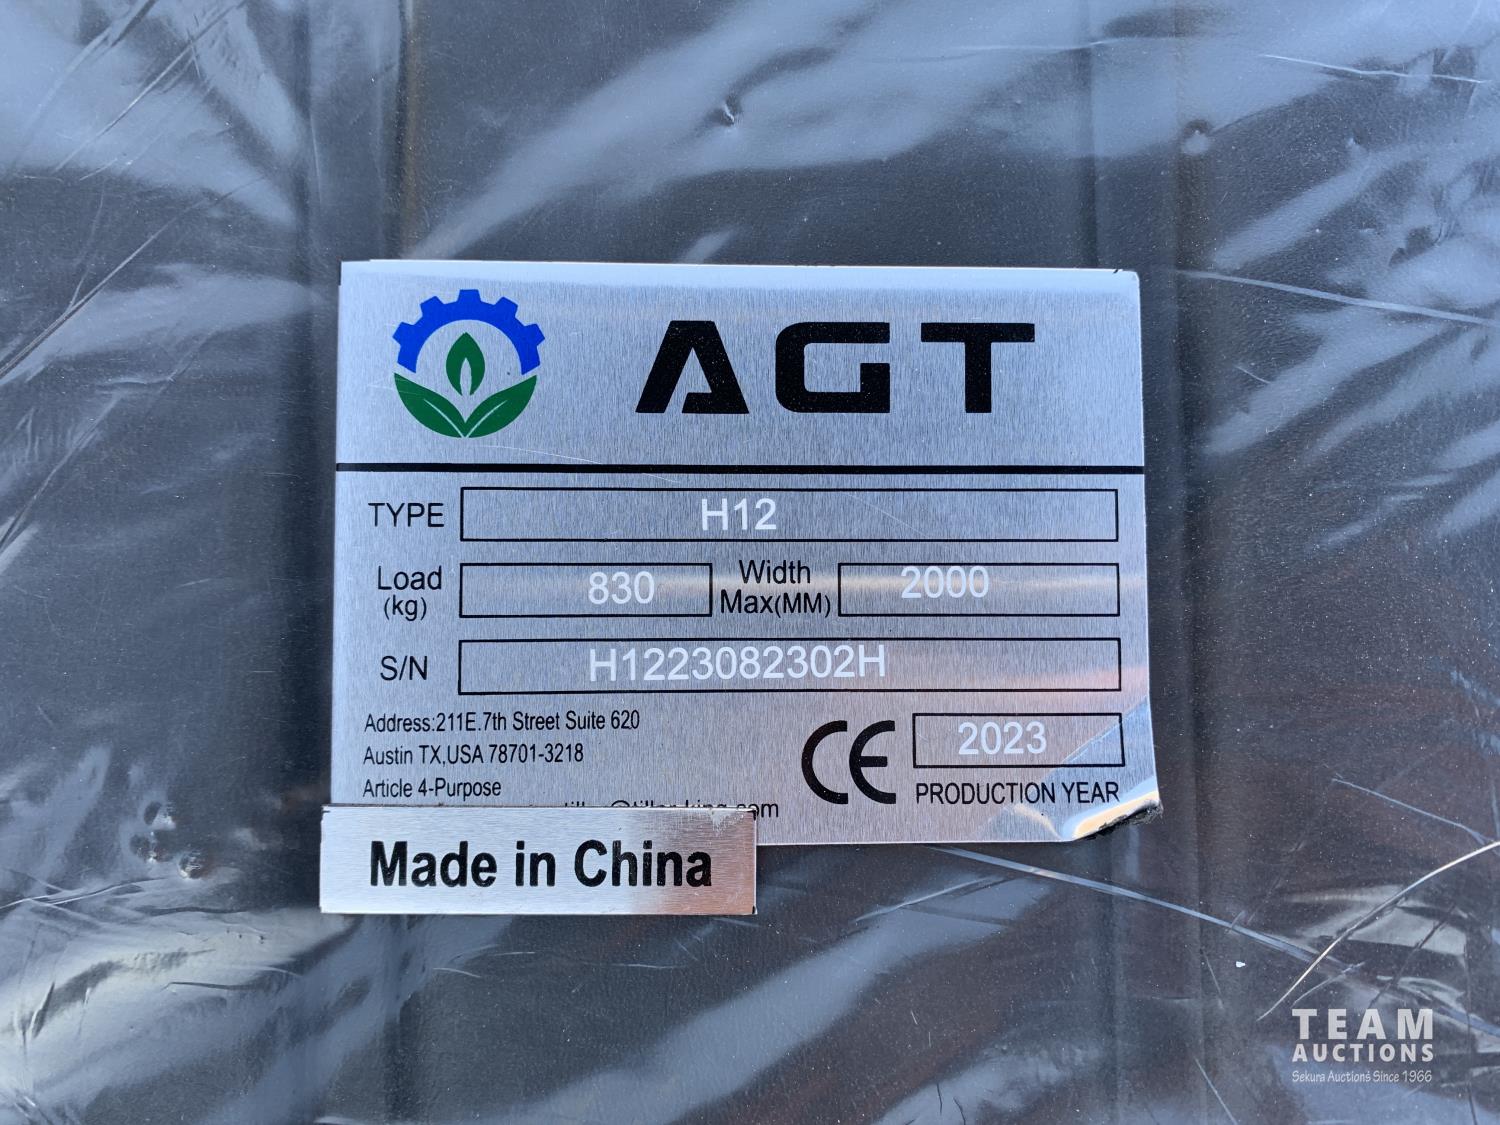 AGT
TYPE H12
Load (kg) 830 Width Max(MM) 2000
S/N H1223082302H
Address:211E.7th Street Suite 620
Austin TX,USA 78701-3218
Article 4-Purpose
CE 2023
PRODUCTION YEAR
Made in China
TEAM
AUCTIONS
Sekura Auctions Since 1966